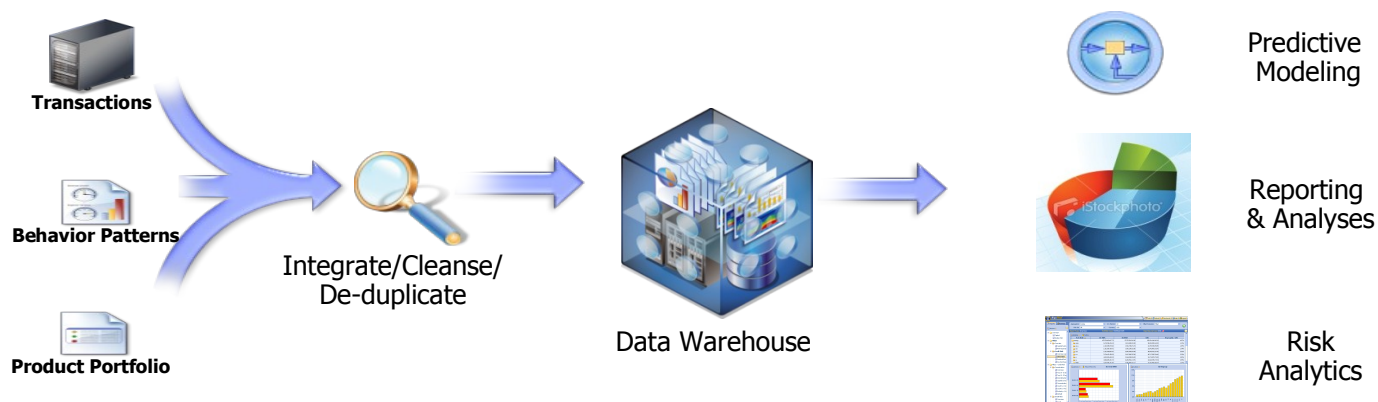 Transactions
Behavior Patterns
Product Portfolio
Integrate/Cleanse/
De-duplicate
Data Warehouse
Predictive
Modeling
iStockphoto
Reporting
& Analyses
Risk
Analytics